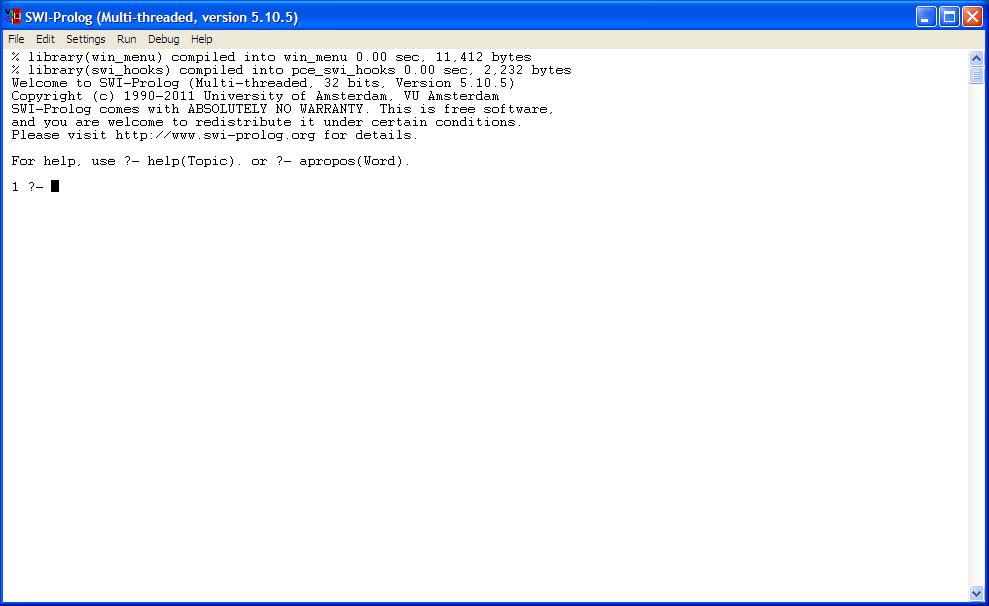 SWI-Prolog (Multi-threaded, version 5.10.5)
File Edit Settings Run Debug Help
% library(win_menu) compiled into win_menu 0.00 sec, 11,412 bytes
% library(swi_hooks) compiled into pce_swi_hooks 0.00 sec, 2,232 bytes
Welcome to SWI-Prolog (Multi-threaded, 32 bits, Version 5.10.5)
Copyright (c) 1990-2011 University of Amsterdam, VU Amsterdam
SWI-Prolog comes with ABSOLUTELY NO WARRANTY. This is free software,
and you are welcome to redistribute it under certain conditions.
Please visit http://www.swi-prolog.org for details.
For help, use ?- help(Topic). or ?- apropos(Word).
1 ?-